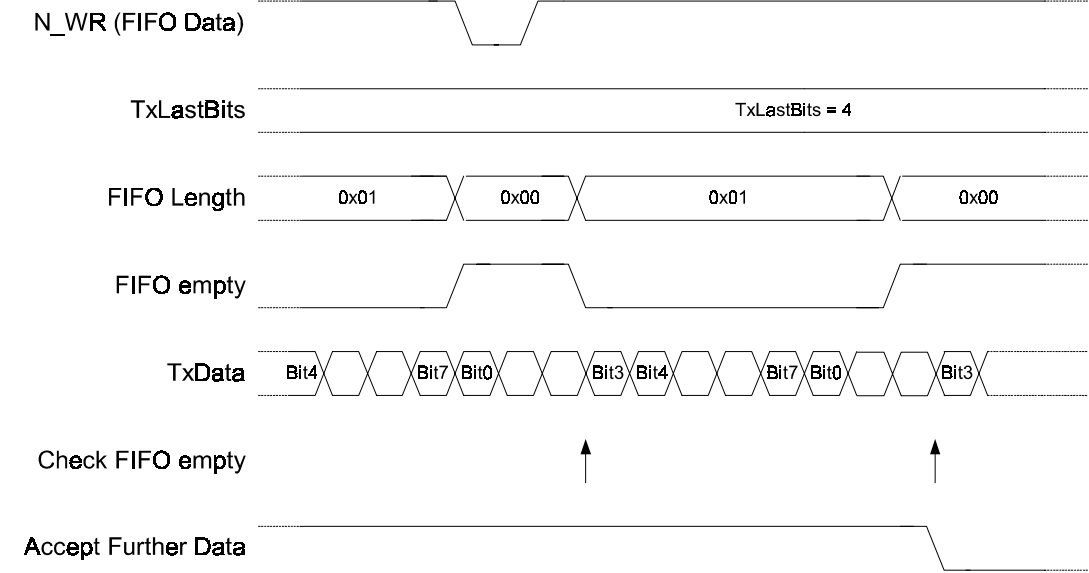 N_WR (FIFO Data)
TxLastBits
TxLastBits = 4
FIFO Length
0x01
0x00
0x01
0x00
FIFO empty
TxData
Bit4
Bit7
Bit0
Bit3
Bit4
Bit7
Bit0
Bit3
Check FIFO empty
Accept Further Data